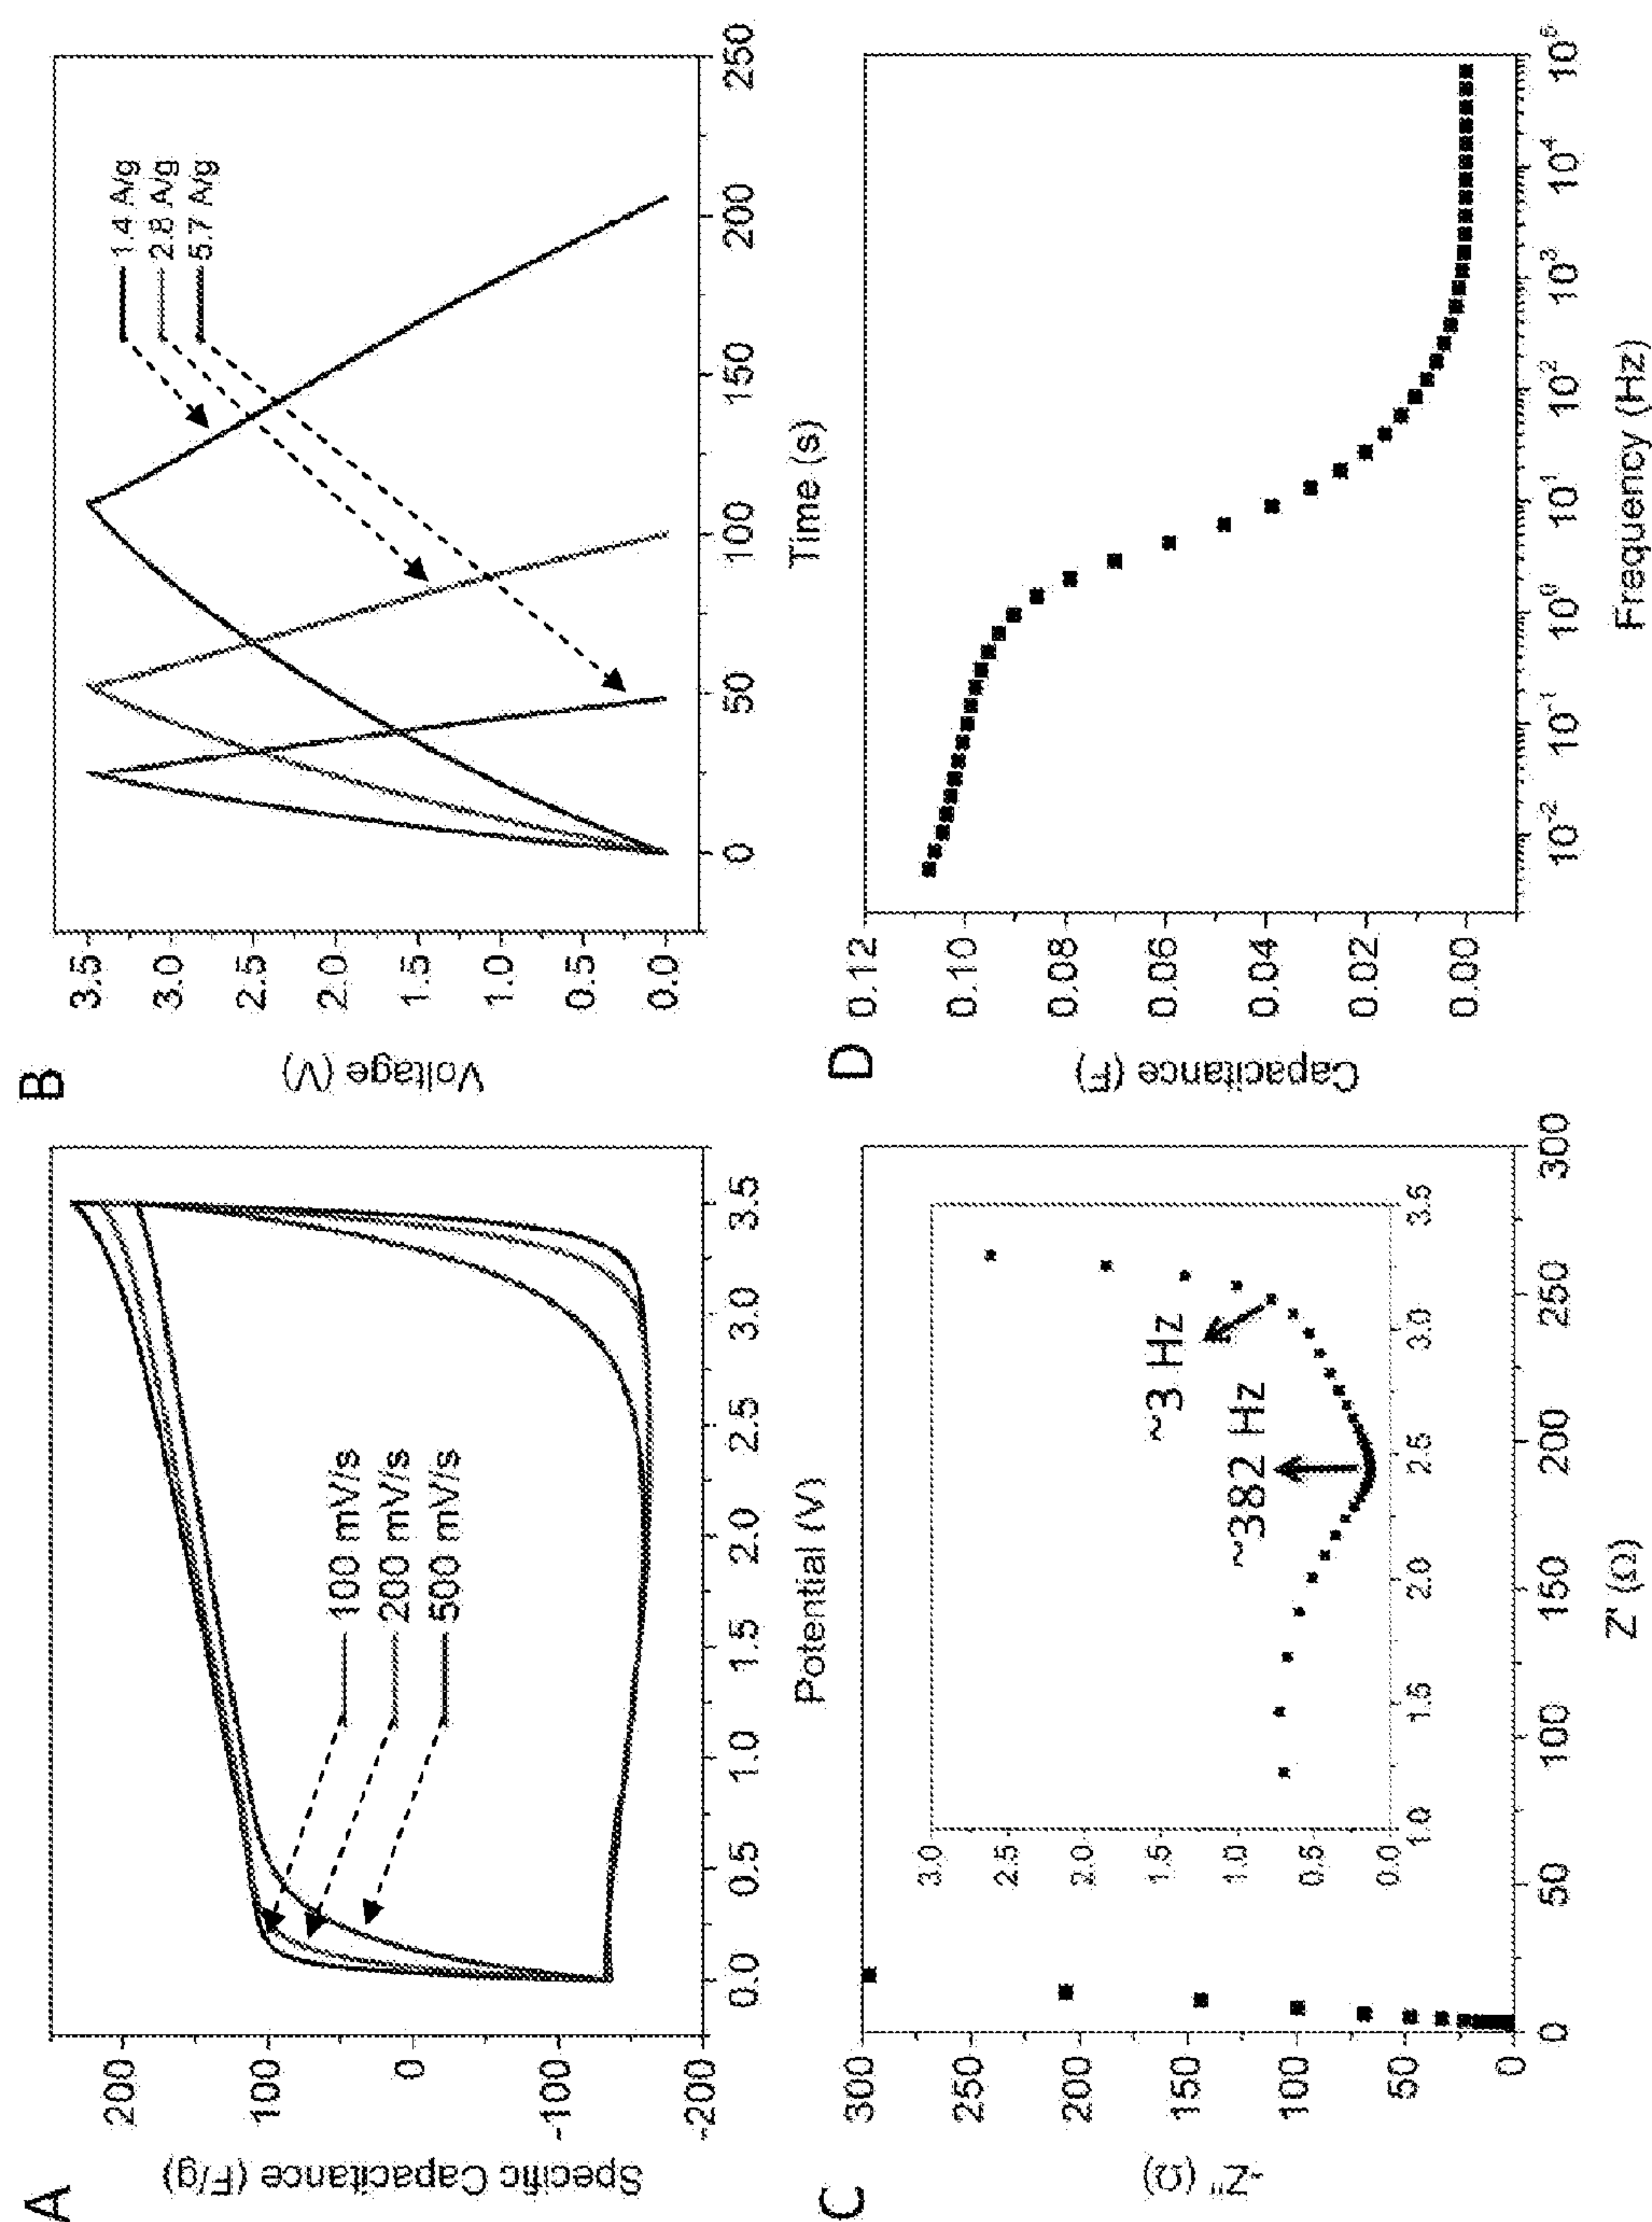 A
Specific Capacitance (F/g)
200
100
0
-100
-200
100 mV/s
200 mV/s
500 mV/s
0.0 0.5 1.0 1.5 2.0 2.5 3.0 3.5
Potential (V)
B
Voltage (V)
3.5
3.0
2.5
2.0
1.5
1.0
0.5
0.0
1.4 A/g
2.8 A/g
5.7 A/g
0 50 100 150 200 250
Time (s)
C
-Z'' (Ω)
300
250
200
150
100
50
0
3.0
2.5
2.0
1.5
1.0
0.5
0.0
~3 Hz
~382 Hz
1.0 1.5 2.0 2.5 3.0 3.5
0 50 100 150 200 250 300
Z' (Ω)
D
Capacitance (F)
0.12
0.10
0.08
0.06
0.04
0.02
0.00
10⁻² 10⁻¹ 10⁰ 10¹ 10² 10³ 10⁴ 10⁵
Frequency (Hz)